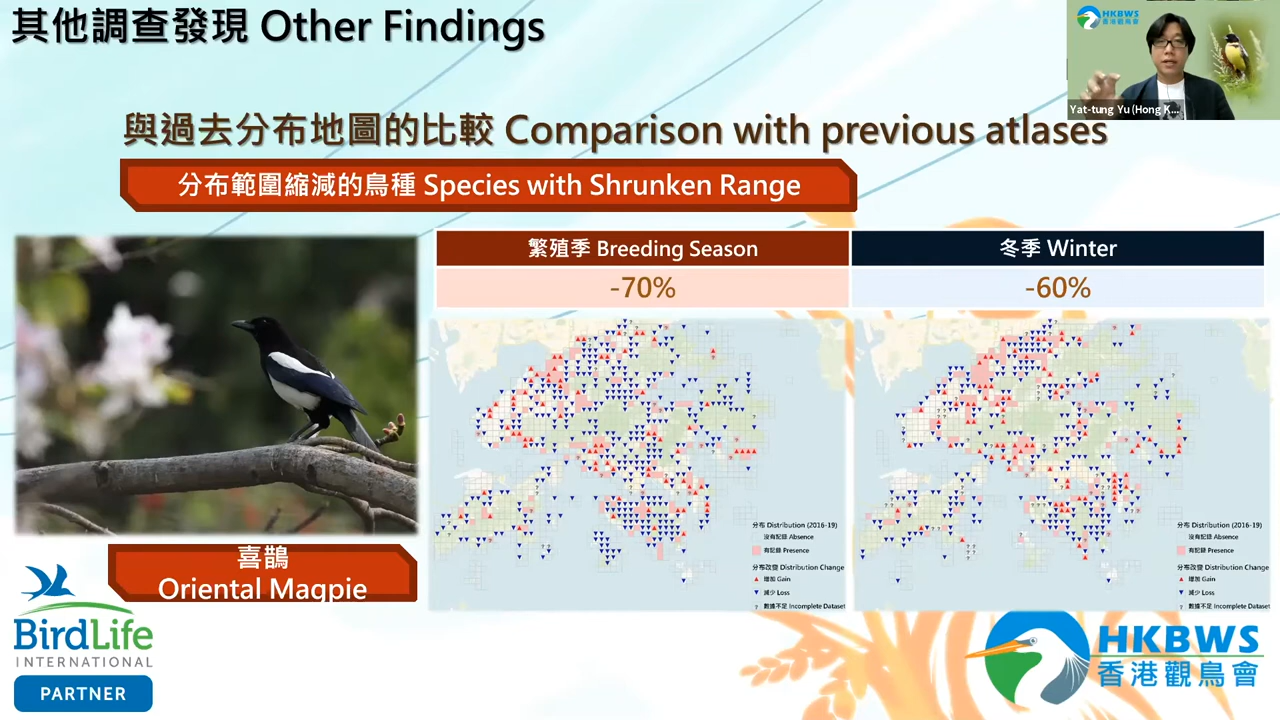 其他調查發現 Other Findings
HKBWS
香港觀鳥會
Yat-tung Yu (Hong K...
與過去分布地圖的比較 Comparison with previous atlases
分布範圍縮減的鳥種 Species with Shrunken Range
繁殖季 Breeding Season
冬季 Winter
-70%
-60%
分布 Distribution (2016-19)
沒有記錄 Absence
有記錄 Presence
分布改變 Distribution Change
增加 Gain
減少 Loss
? 數據不足 Incomplete Dataset
分布 Distribution (2016-19)
沒有記錄 Absence
有記錄 Presence
分布改變 Distribution Change
增加 Gain
減少 Loss
? 數據不足 Incomplete Dataset
喜鵲
Oriental Magpie
BirdLife
INTERNATIONAL
PARTNER
HKBWS
香港觀鳥會